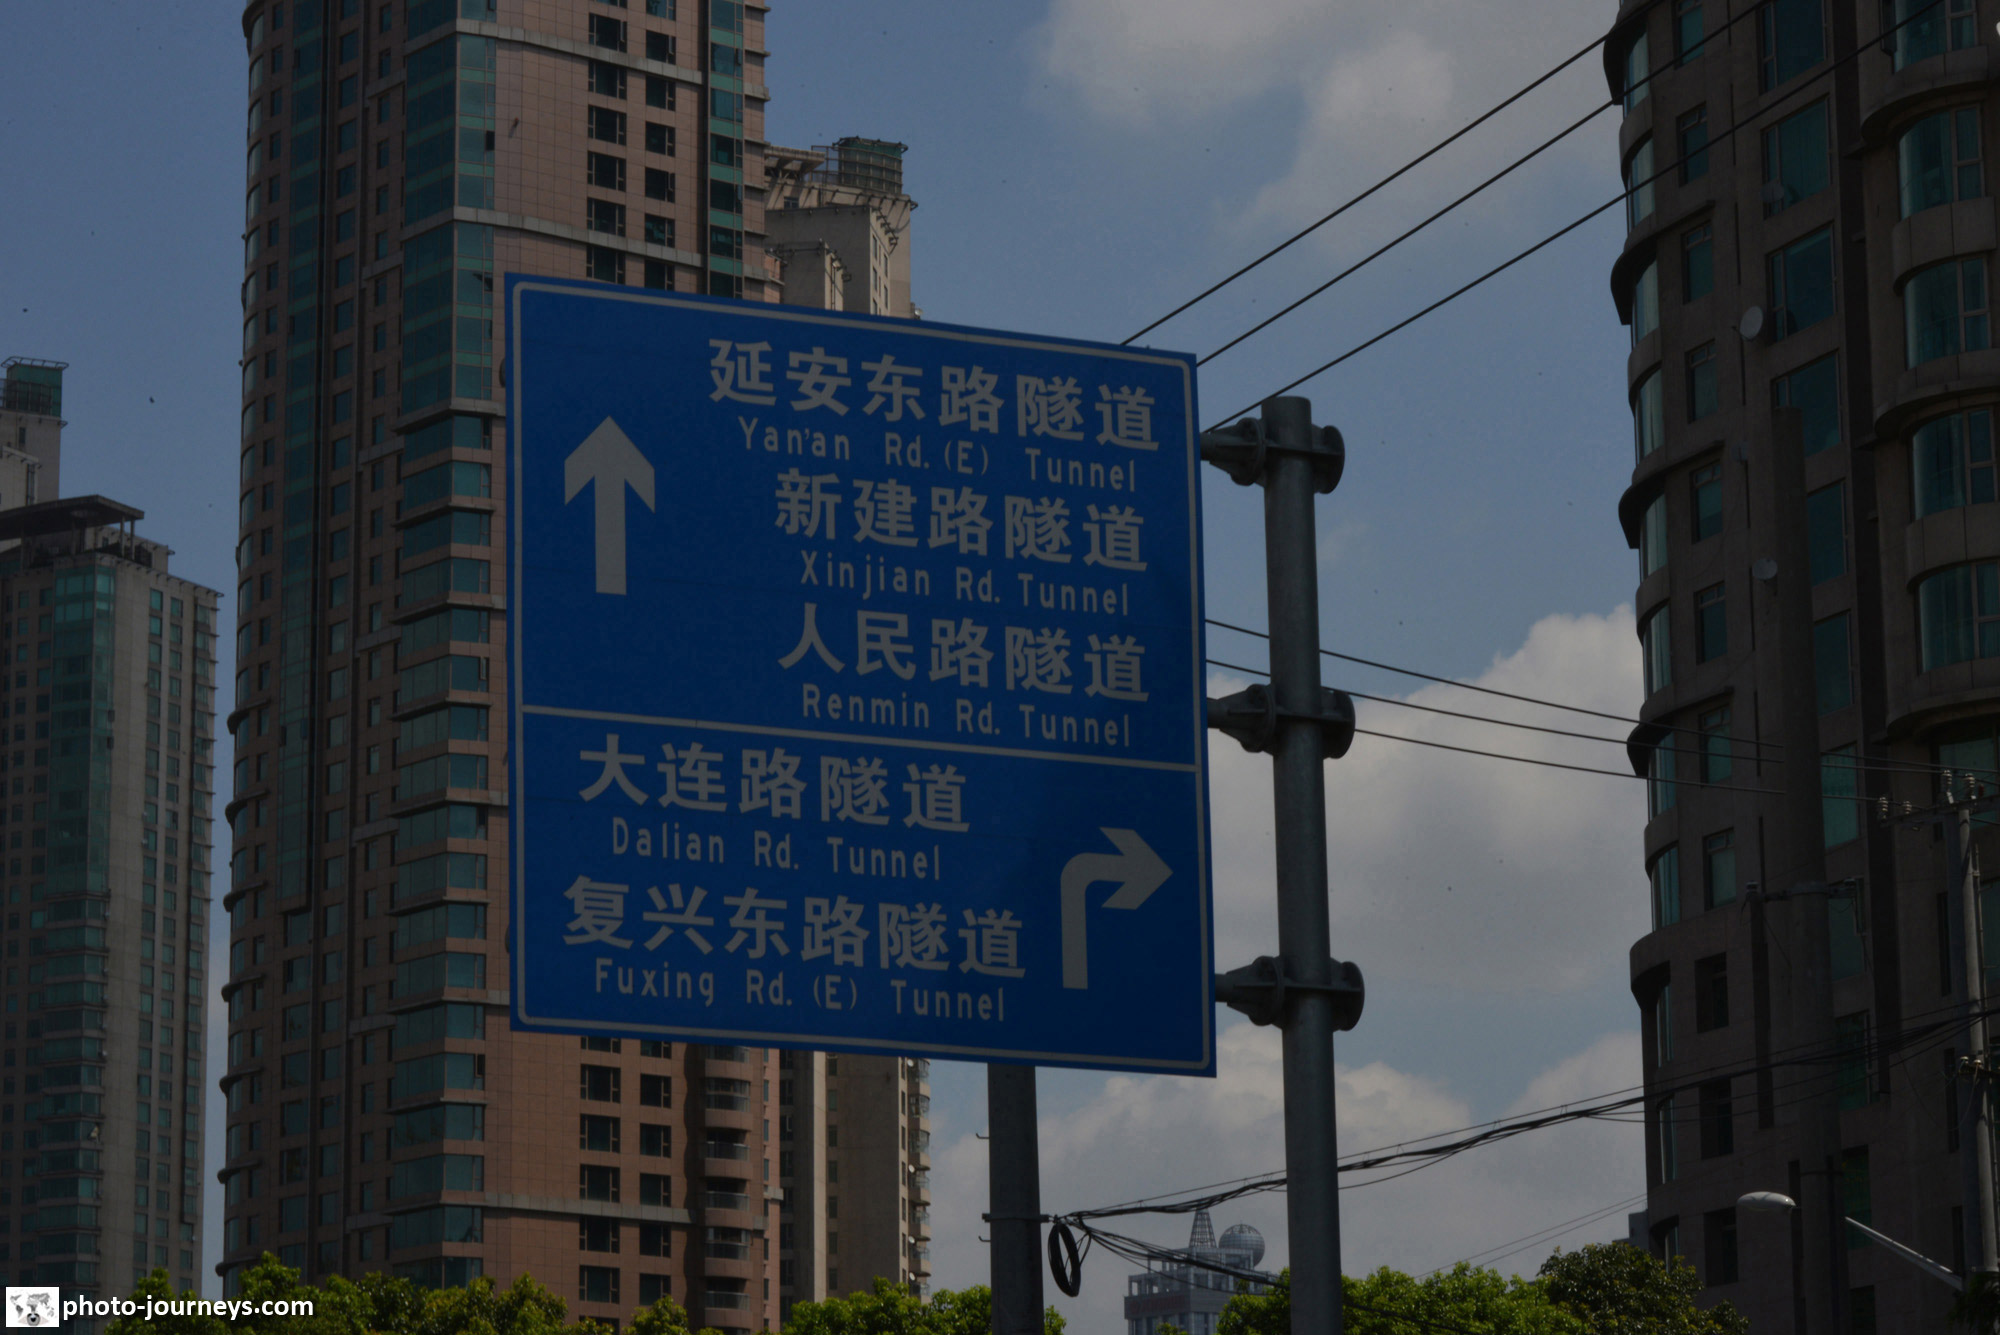 延安东路隧道
Yan'an Rd. (E) Tunnel
新建路隧道
Xinjian Rd. Tunnel
人民路隧道
Renmin Rd. Tunnel
大连路隧道
Dalian Rd. Tunnel
复兴东路隧道
Fuxing Rd. (E) Tunnel
photo-journeys.com